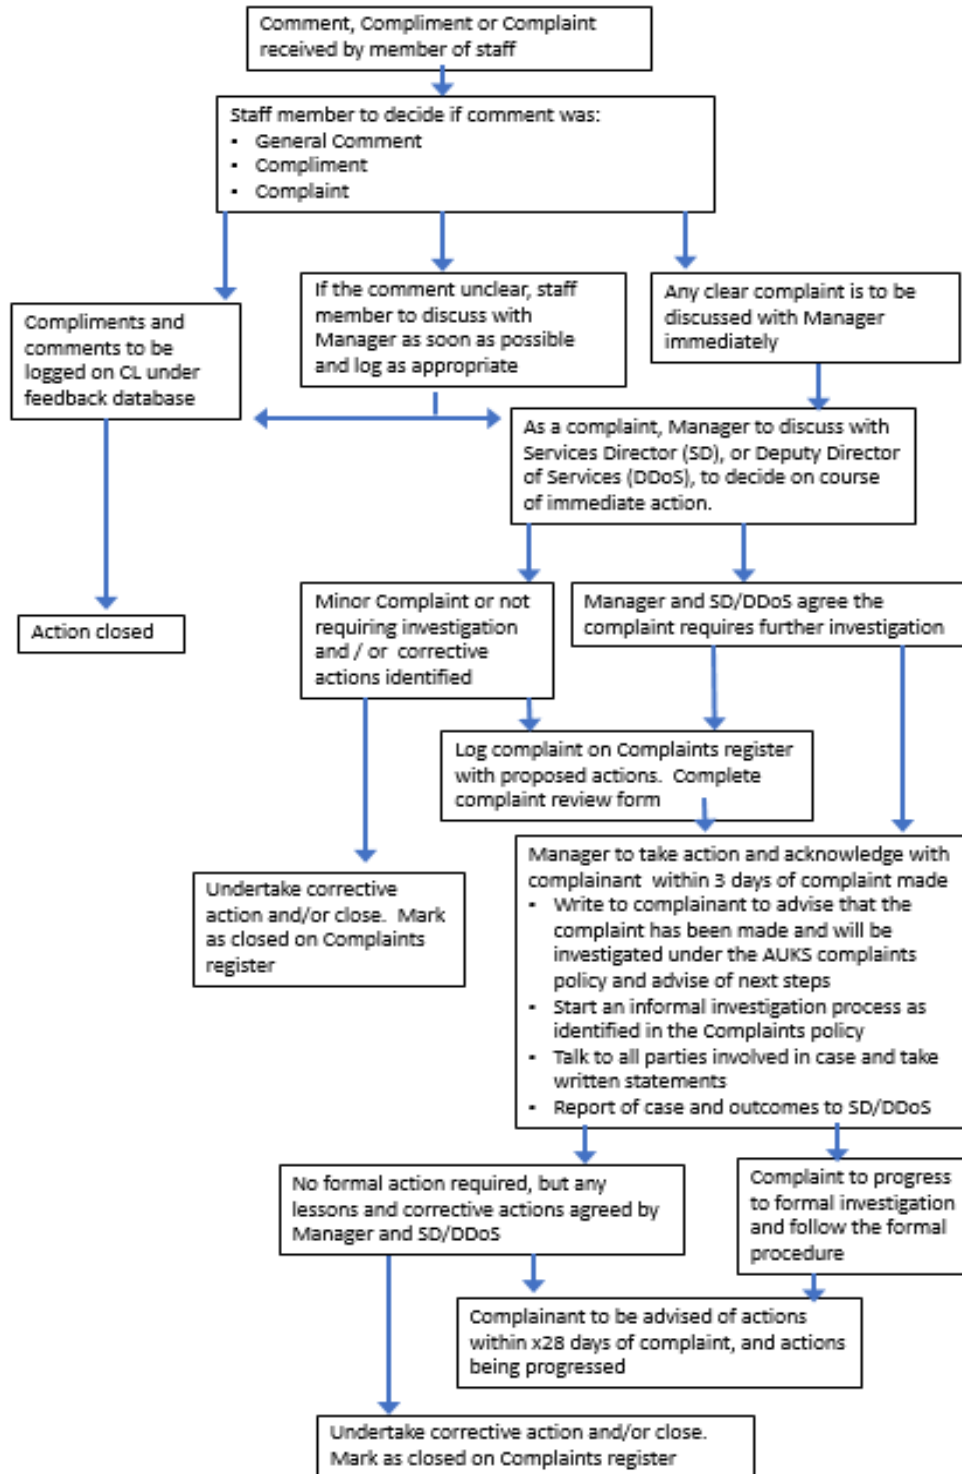 Comment, Compliment or Complaint
received by member of staff
Staff member to decide if comment was:
▪ General Comment
▪ Compliment
▪ Complaint
Compliments and
comments to be
logged on CL under
feedback database
If the comment unclear, staff
member to discuss with
Manager as soon as possible
and log as appropriate
Any clear complaint is to be
discussed with Manager
immediately
As a complaint, Manager to discuss with
Services Director (SD), or Deputy Director
of Services (DDoS), to decide on course
of immediate action.
Action closed
Minor Complaint or not
requiring investigation
and / or corrective
actions identified
Manager and SD/DDoS agree the
complaint requires further investigation
Log complaint on Complaints register
with proposed actions. Complete
complaint review form
Undertake corrective
action and/or close. Mark
as closed on Complaints
register
Manager to take action and acknowledge with
complainant within 3 days of complaint made
▪ Write to complainant to advise that the
complaint has been made and will be
investigated under the AUKS complaints
policy and advise of next steps
▪ Start an informal investigation process as
identified in the Complaints policy
▪ Talk to all parties involved in case and take
written statements
▪ Report of case and outcomes to SD/DDoS
No formal action required, but any
lessons and corrective actions agreed by
Manager and SD/DDoS
Complaint to progress
to formal investigation
and follow the formal
procedure
Complainant to be advised of actions
within x28 days of complaint, and actions
being progressed
Undertake corrective action and/or close.
Mark as closed on Complaints register